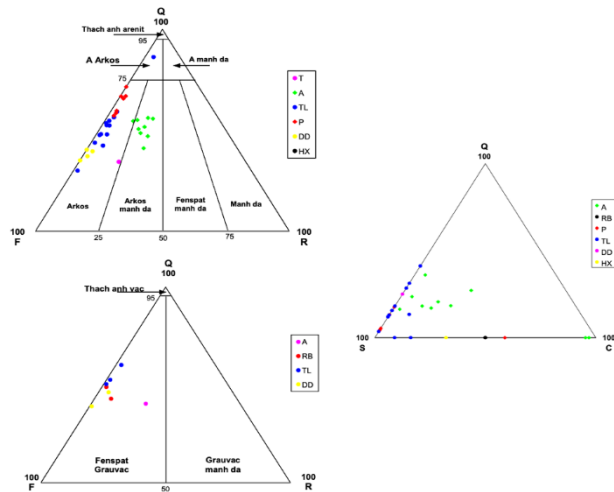 Q
100
Thach anh arenit
95
A Arkos
A manh da
75
T
A
TL
P
DD
HX
Arkos
Arkos
manh da
Fenspat
manh da
Manh da
100
F
25
50
75
100
R
Q
100
Thach anh vac
95
A
RB
TL
DD
Fenspat
Grauvac
Grauvac
manh da
100
F
50
100
R
Q
100
A
RB
P
TL
DD
HX
100
S
100
C